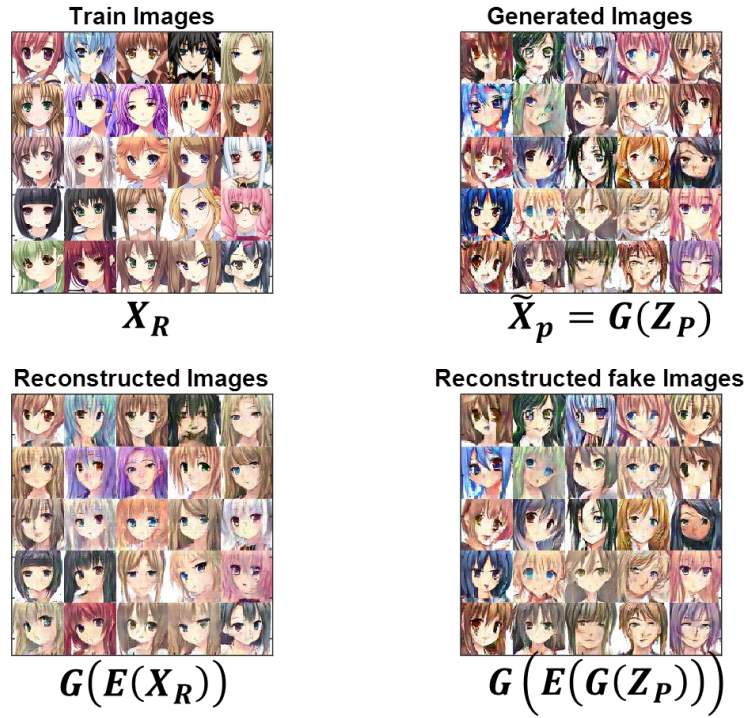 Train Images
Generated Images
X_R
X̃_p = G(Z_P)
Reconstructed Images
Reconstructed fake Images
G(E(X_R))
G(E(G(Z_P)))